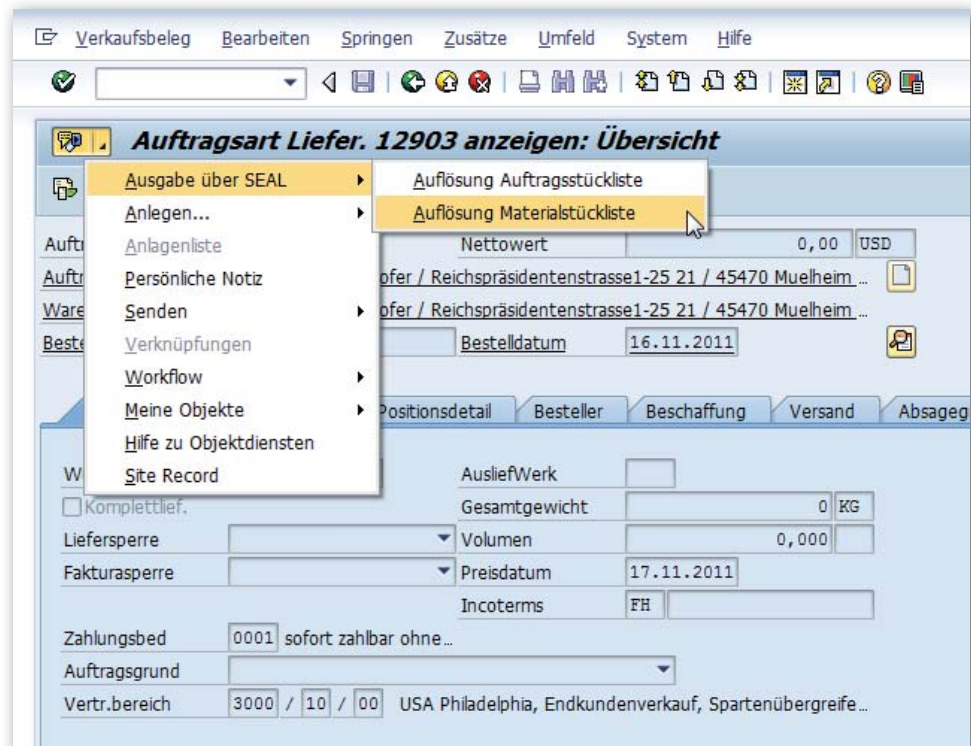 Verkaufsbeleg Bearbeiten Springen Zusätze Umfeld System Hilfe
Auftragsart Liefer. 12903 anzeigen: Übersicht
Ausgabe über SEAL
Auflösung Auftragsstückliste
Anlegen...
Auflösung Materialstückliste
Anlagenliste
Nettowert 0,00 USD
Persönliche Notiz
Reichspräsidentenstrasse1-25 21 / 45470 Muelheim ...
Senden
Reichspräsidentenstrasse1-25 21 / 45470 Muelheim ...
Verknüpfungen
Bestelldatum 16.11.2011
Workflow
Meine Objekte
Positionsdetail Besteller Beschaffung Versand Absageg
Hilfe zu Objektdiensten
Site Record
AusliefWerk
Komplettlief. Gesamtgewicht 0 KG
Liefersperre Volumen 0,000
Fakturasperre Preisdatum 17.11.2011
Incoterms FH
Zahlungsbed 0001 sofort zahlbar ohne...
Auftragsgrund
Vertr.bereich 3000 / 10 / 00 USA Philadelphia, Endkundenverkauf, Spartenübergreife...